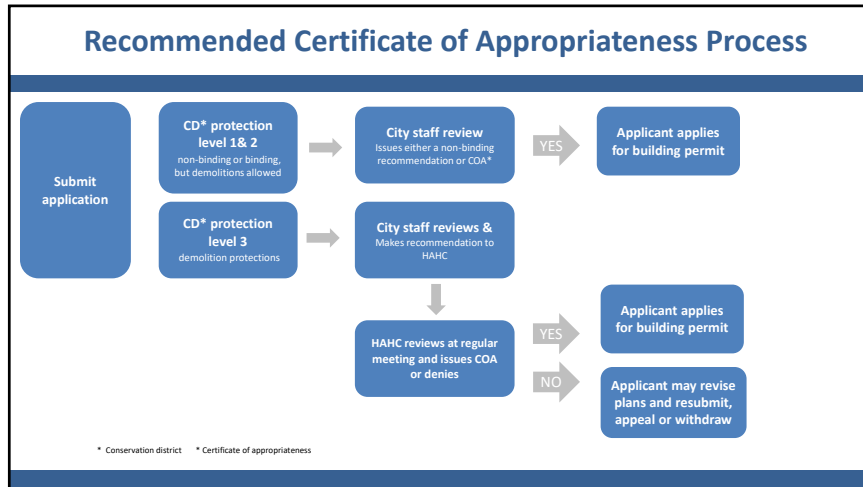 Recommended Certificate of Appropriateness Process
Submit
application
CD* protection
level 1& 2
non-binding or binding,
but demolitions allowed
City staff review
Issues either a non-binding
recommendation or COA*
YES
Applicant applies
for building permit
CD* protection
level 3
demolition protections
City staff reviews &
Makes recommendation to
HAHC
HAHC reviews at regular
meeting and issues COA
or denies
YES
Applicant applies
for building permit
NO
Applicant may revise
plans and resubmit,
appeal or withdraw
* Conservation district * Certificate of appropriateness